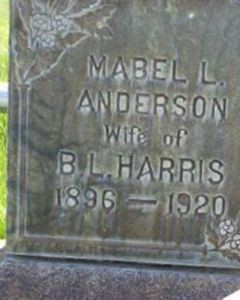 MABEL L.
ANDERSON
Wife of
B.L. HARRIS
1896 — 1920